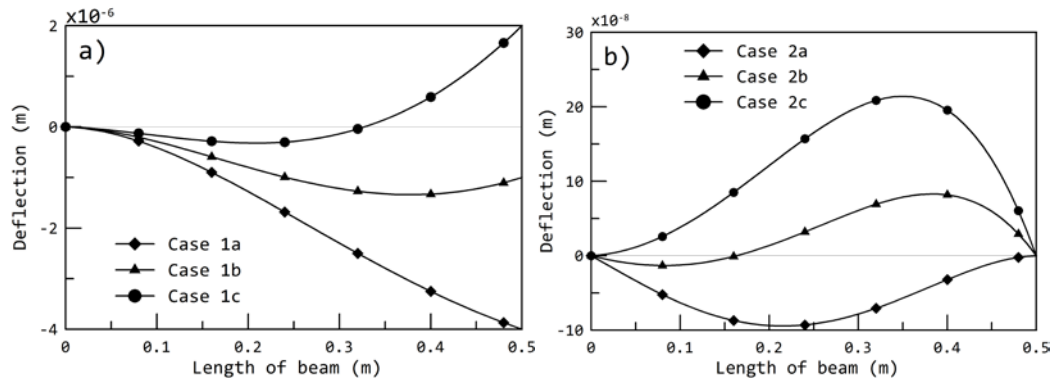 x10⁻⁶
2
a)
0
Deflection (m)
-2
Case 1a
Case 1b
Case 1c
-4
0 0.1 0.2 0.3 0.4 0.5
Length of beam (m)
x10⁻⁸
30
b)
Case 2a
Case 2b
Case 2c
20
Deflection (m)
10
0
-10
0 0.1 0.2 0.3 0.4 0.5
Length of beam (m)